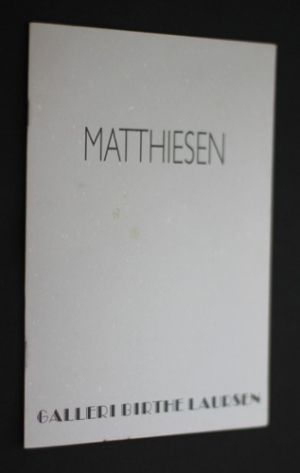 MATTHIESEN
GALLERI BIRTHE LAURSEN